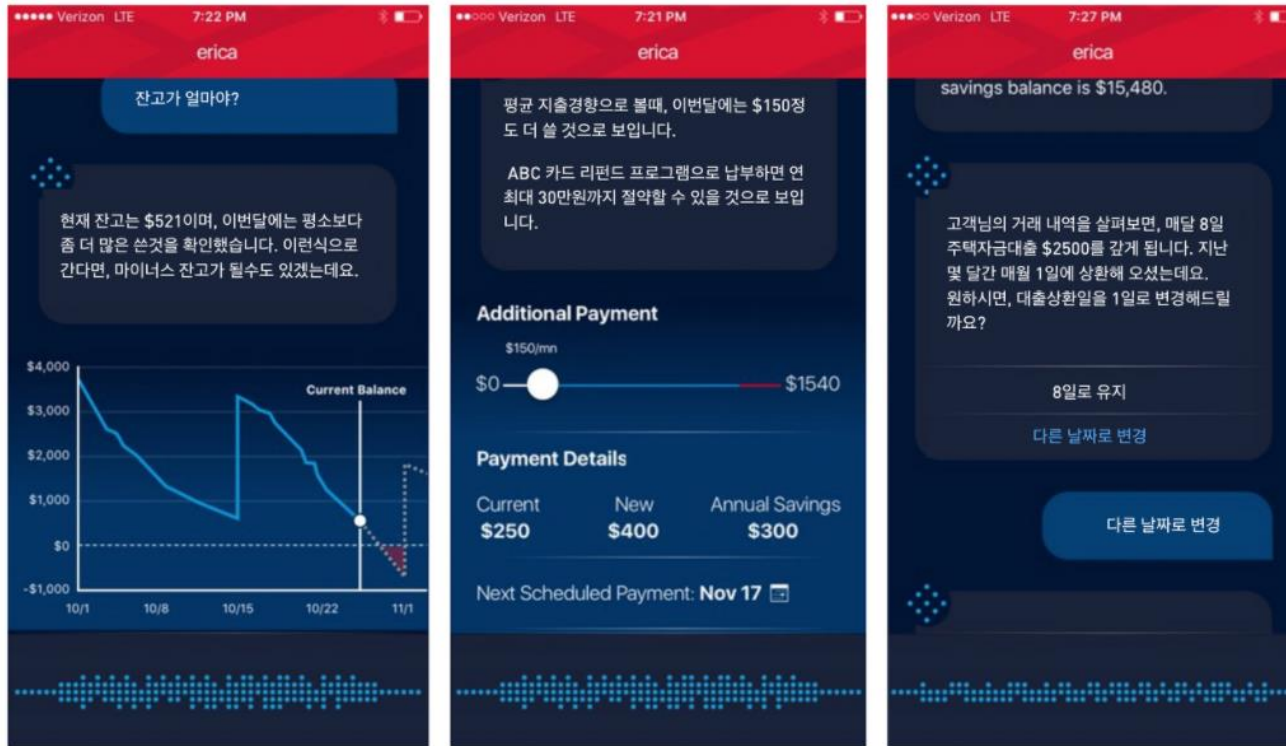 Verizon LTE 7:22 PM
erica
잔고가 얼마야?
현재 잔고는 $521이며, 이번달에는 평소보다
좀 더 많은 쓴것을 확인했습니다. 이런식으로
간다면, 마이너스 잔고가 될수도 있겠는데요.
$4,000
Current Balance
$3,000
$2,000
$1,000
$0
-$1,000
10/1 10/8 10/15 10/22 11/1
Verizon LTE 7:21 PM
erica
평균 지출경향으로 볼때, 이번달에는 $150정
도 더 쓸 것으로 보입니다.
ABC 카드 리펀드 프로그램으로 납부하면 연
최대 30만원까지 절약할 수 있을 것으로 보입
니다.
Additional Payment
$150/mn
$0 $1540
Payment Details
Current New Annual Savings
$250 $400 $300
Next Scheduled Payment: Nov 17
Verizon LTE 7:27 PM
erica
savings balance is $15,480.
고객님의 거래 내역을 살펴보면, 매달 8일
주택자금대출 $2500를 갚게 됩니다. 지난
몇 달간 매월 1일에 상환해 오셨는데요.
원하시면, 대출상환일을 1일로 변경해드릴
까요?
8일로 유지
다른 날짜로 변경
다른 날짜로 변경